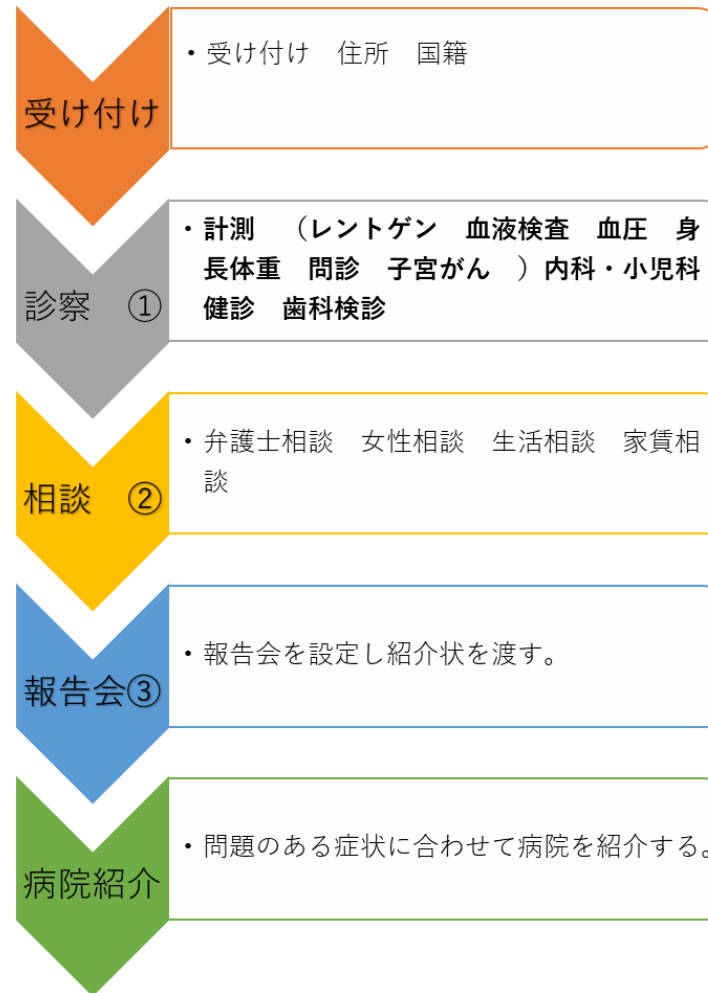 受け付け
・受け付け　住所　国籍
診察　①
・計測　（レントゲン　血液検査　血圧　身
長体重　問診　子宮がん　）内科・小児科
健診　歯科検診
相談　②
・弁護士相談　女性相談　生活相談　家賃相
談
報告会③
・報告会を設定し紹介状を渡す。
病院紹介
・問題のある症状に合わせて病院を紹介する。